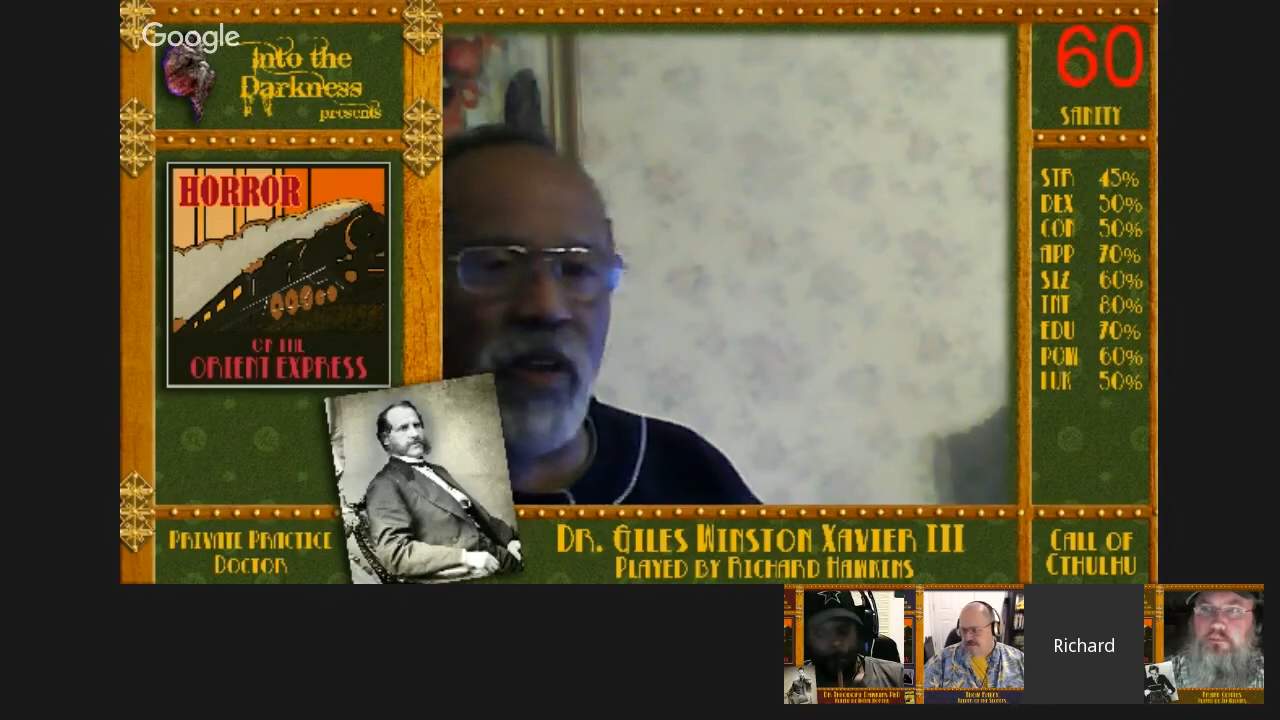 Google
Into the
Darkness
presents
60
SANITY
HORROR
ON THE
ORIENT EXPRESS
STR 45%
DEX 50%
CON 50%
APP 70%
SIZ 60%
INT 80%
EDU 70%
POW 60%
LUK 50%
PRIVATE PRACTICE
DOCTOR
DR. GILES WINSTON XAVIER III
PLAYED BY RICHARD HAWKINS
CALL OF
CTHULHU
Richard